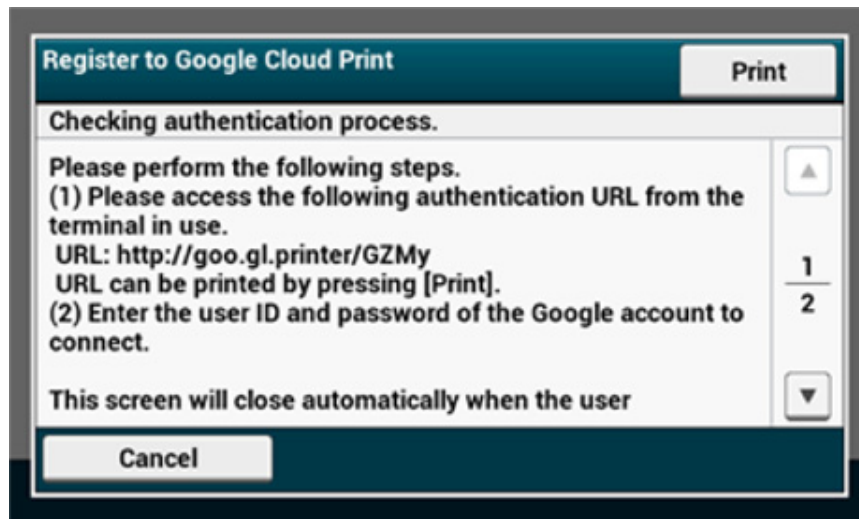 Register to Google Cloud Print
Print
Checking authentication process.
Please perform the following steps.
(1) Please access the following authentication URL from the
terminal in use.
URL: http://goo.gl.printer/GZMy
URL can be printed by pressing [Print].
(2) Enter the user ID and password of the Google account to
connect.
This screen will close automatically when the user
1
2
Cancel